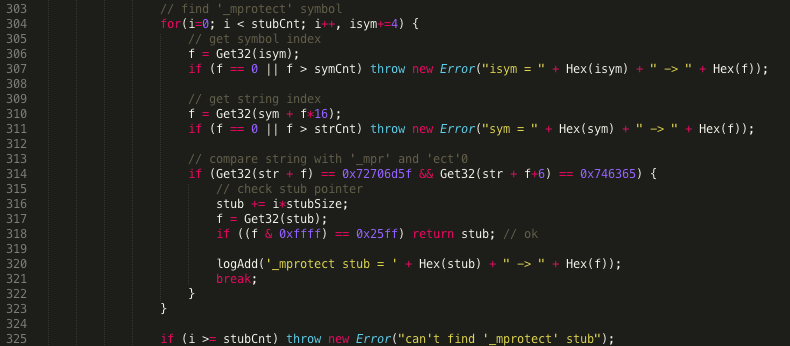 303 // find '_mprotect' symbol
304 for(i=0; i < stubCnt; i++, isym+=4) {
305 // get symbol index
306 f = Get32(isym);
307 if (f == 0 || f > symCnt) throw new Error("isym = " + Hex(isym) + " -> " + Hex(f));
308
309 // get string index
310 f = Get32(sym + f*16);
311 if (f == 0 || f > strCnt) throw new Error("sym = " + Hex(sym) + " -> " + Hex(f));
312
313 // compare string with '_mpr' and 'ect'0
314 if (Get32(str + f) == 0x72706d5f && Get32(str + f+6) == 0x746365) {
315 // check stub pointer
316 stub += i*stubSize;
317 f = Get32(stub);
318 if ((f & 0xffff) == 0x25ff) return stub; // ok
319
320 logAdd('_mprotect stub = ' + Hex(stub) + " -> " + Hex(f));
321 break;
322 }
323 }
324
325 if (i >= stubCnt) throw new Error("can't find '_mprotect' stub");